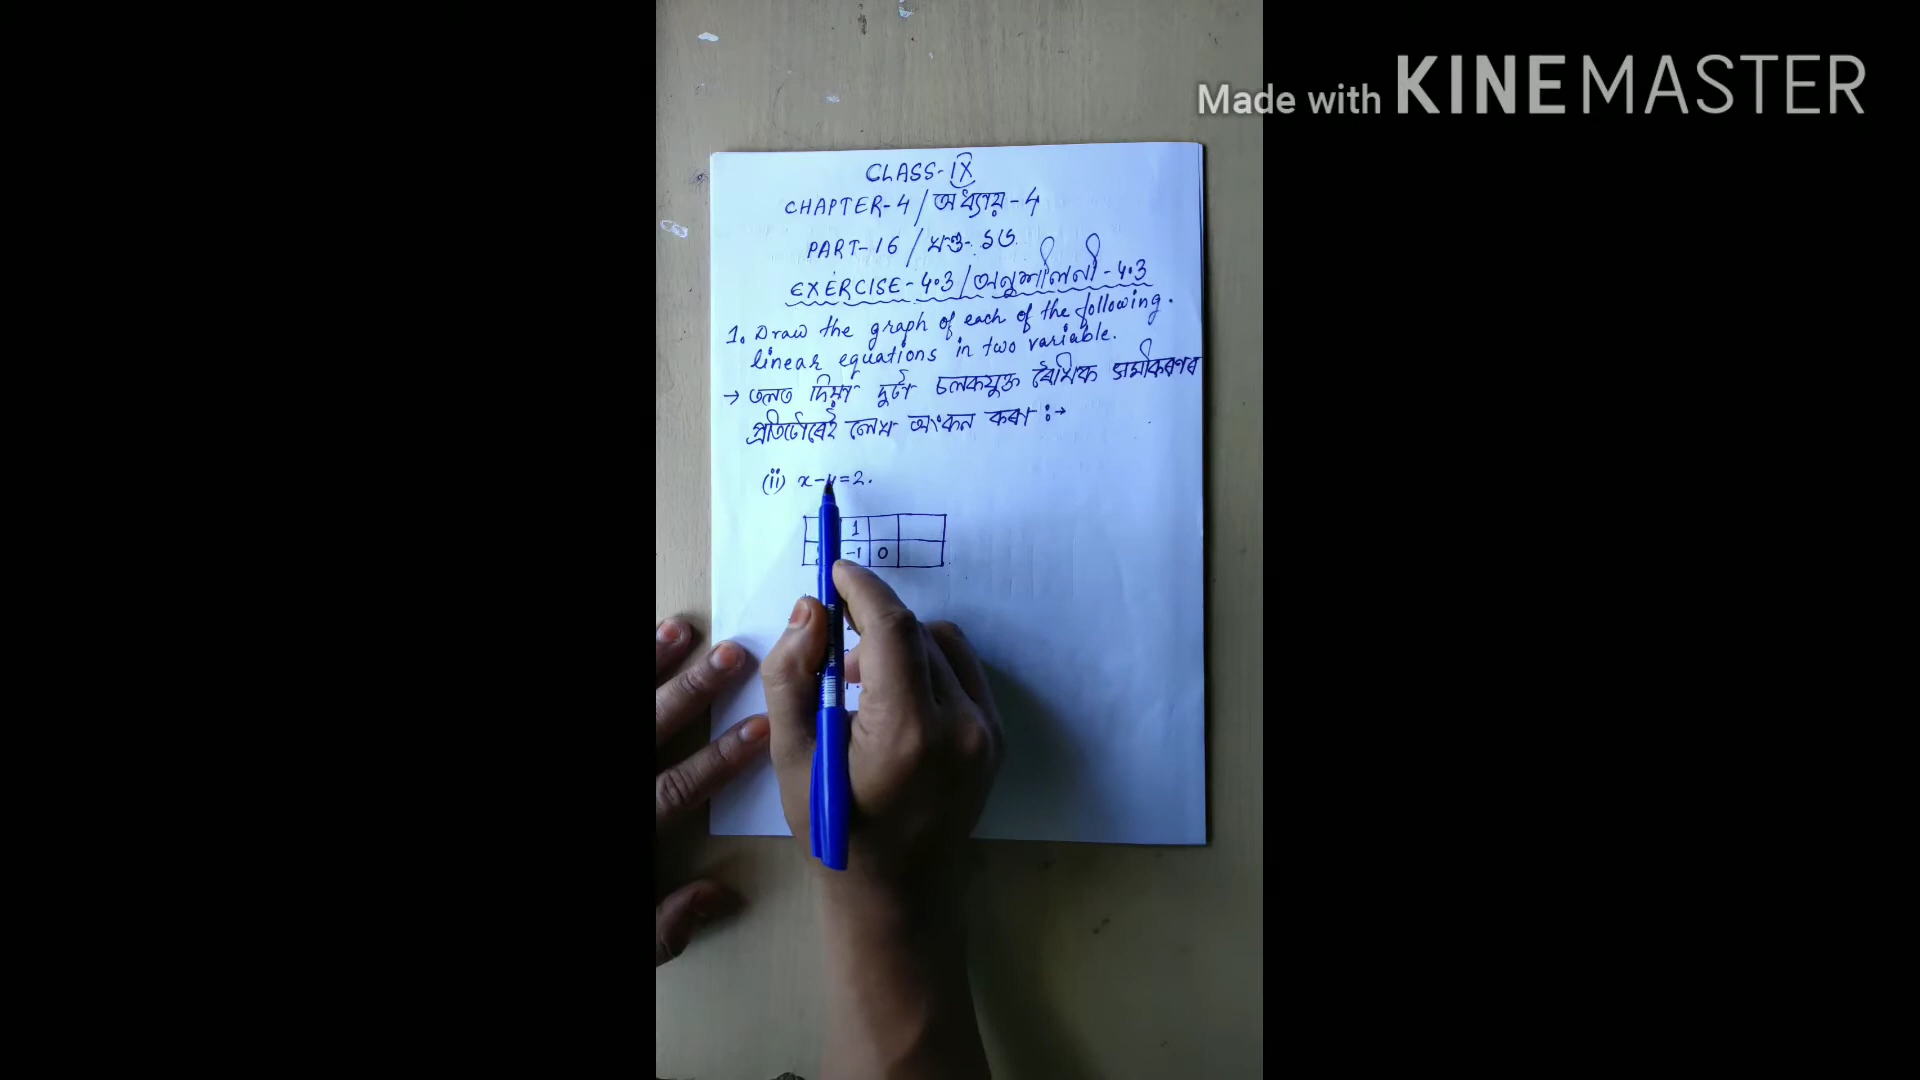 Made with KINEMASTER
CLASS-IX
CHAPTER-4/অধ্যায়-4
PART-16/খণ্ড-১৬
EXERCISE-4.3/অনুশীলনী-4.3
1. Draw the graph of each of the following
linear equations in two variable.
→ তলত দিয়া দুটা চলকযুক্ত ৰৈখিক সমীকৰণৰ
প্ৰতিটোৰেই লেখ অংকন কৰা :→
(ii) x-y=2.
1
-1 0